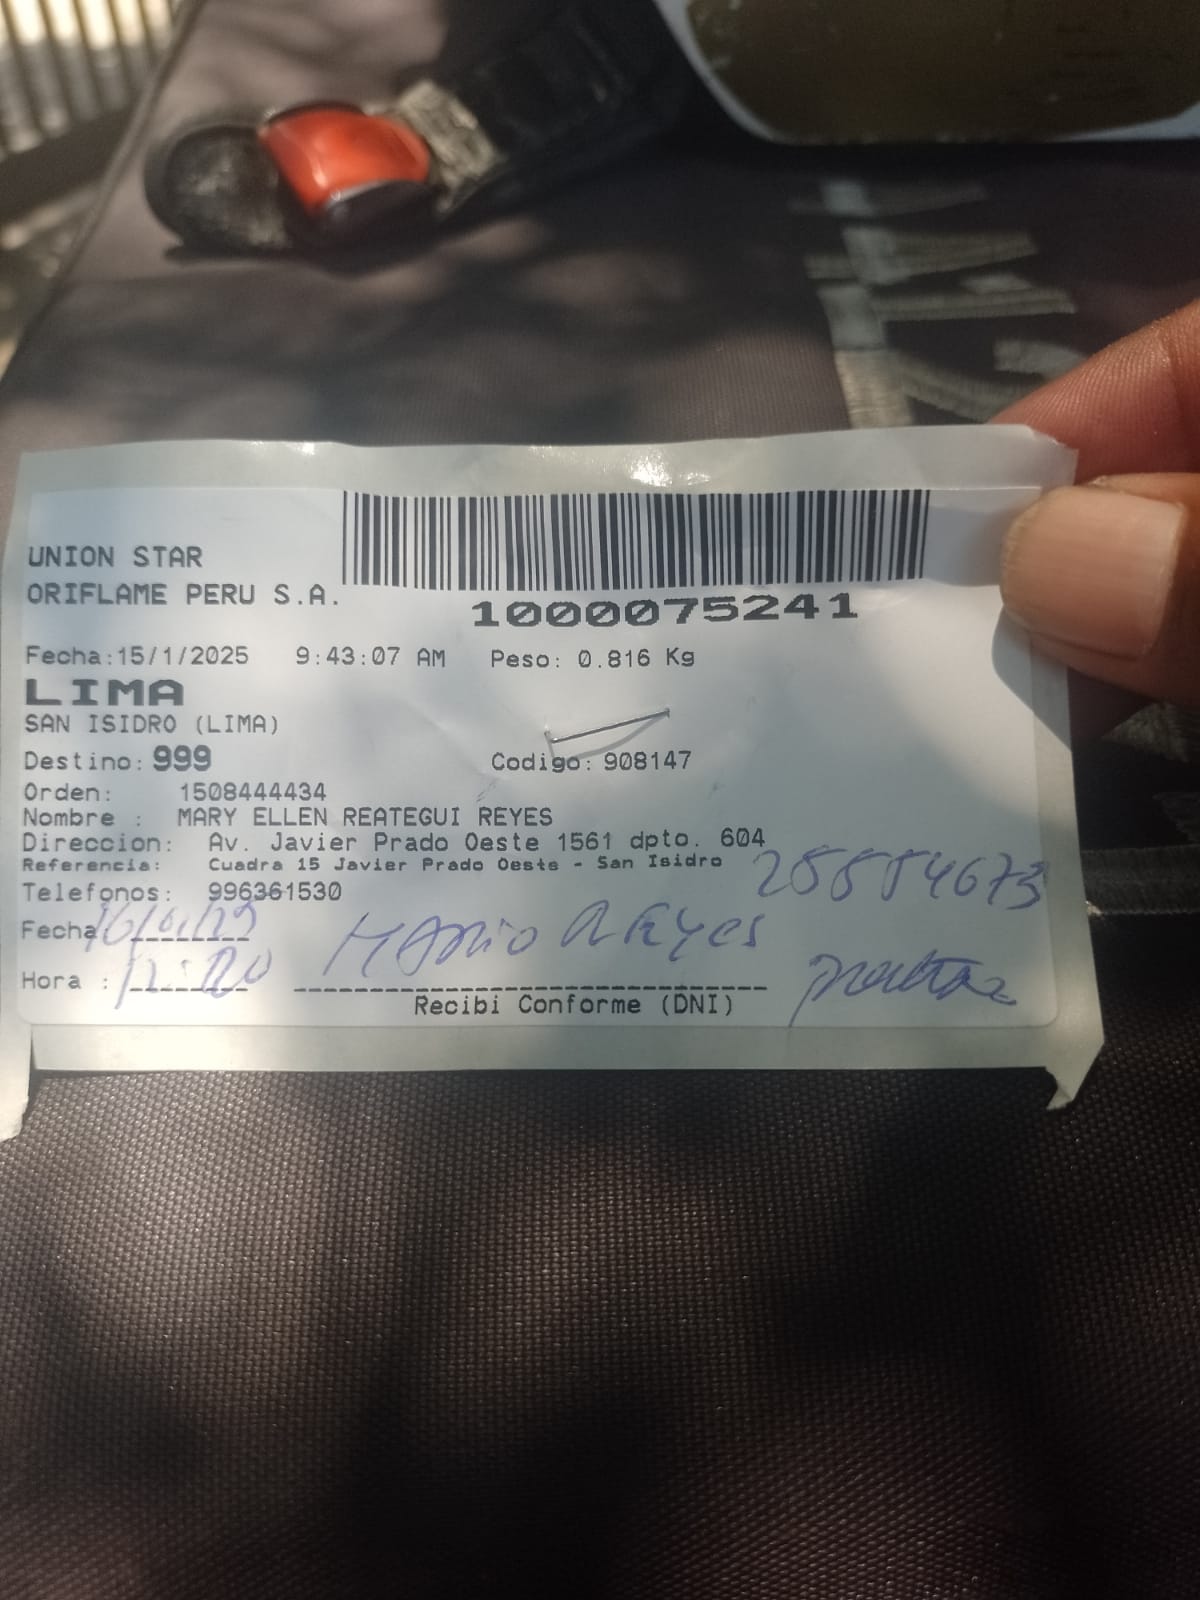 UNION STAR
ORIFLAME PERU S.A.
1000075241
Fecha:15/1/2025 9:43:07 AM Peso: 0.816 Kg
LIMA
SAN ISIDRO (LIMA)
Destino: 999 Codigo: 908147
Orden: 1508444434
Nombre : MARY ELLEN REATEGUI REYES
Direccion: Av. Javier Prado Oeste 1561 dpto. 604
Referencia: Cuadra 15 Javier Prado Oeste - San Isidro
Telefonos: 996361530
Fecha Mario R Reyes
Hora :
Recibi Conforme (DNI)